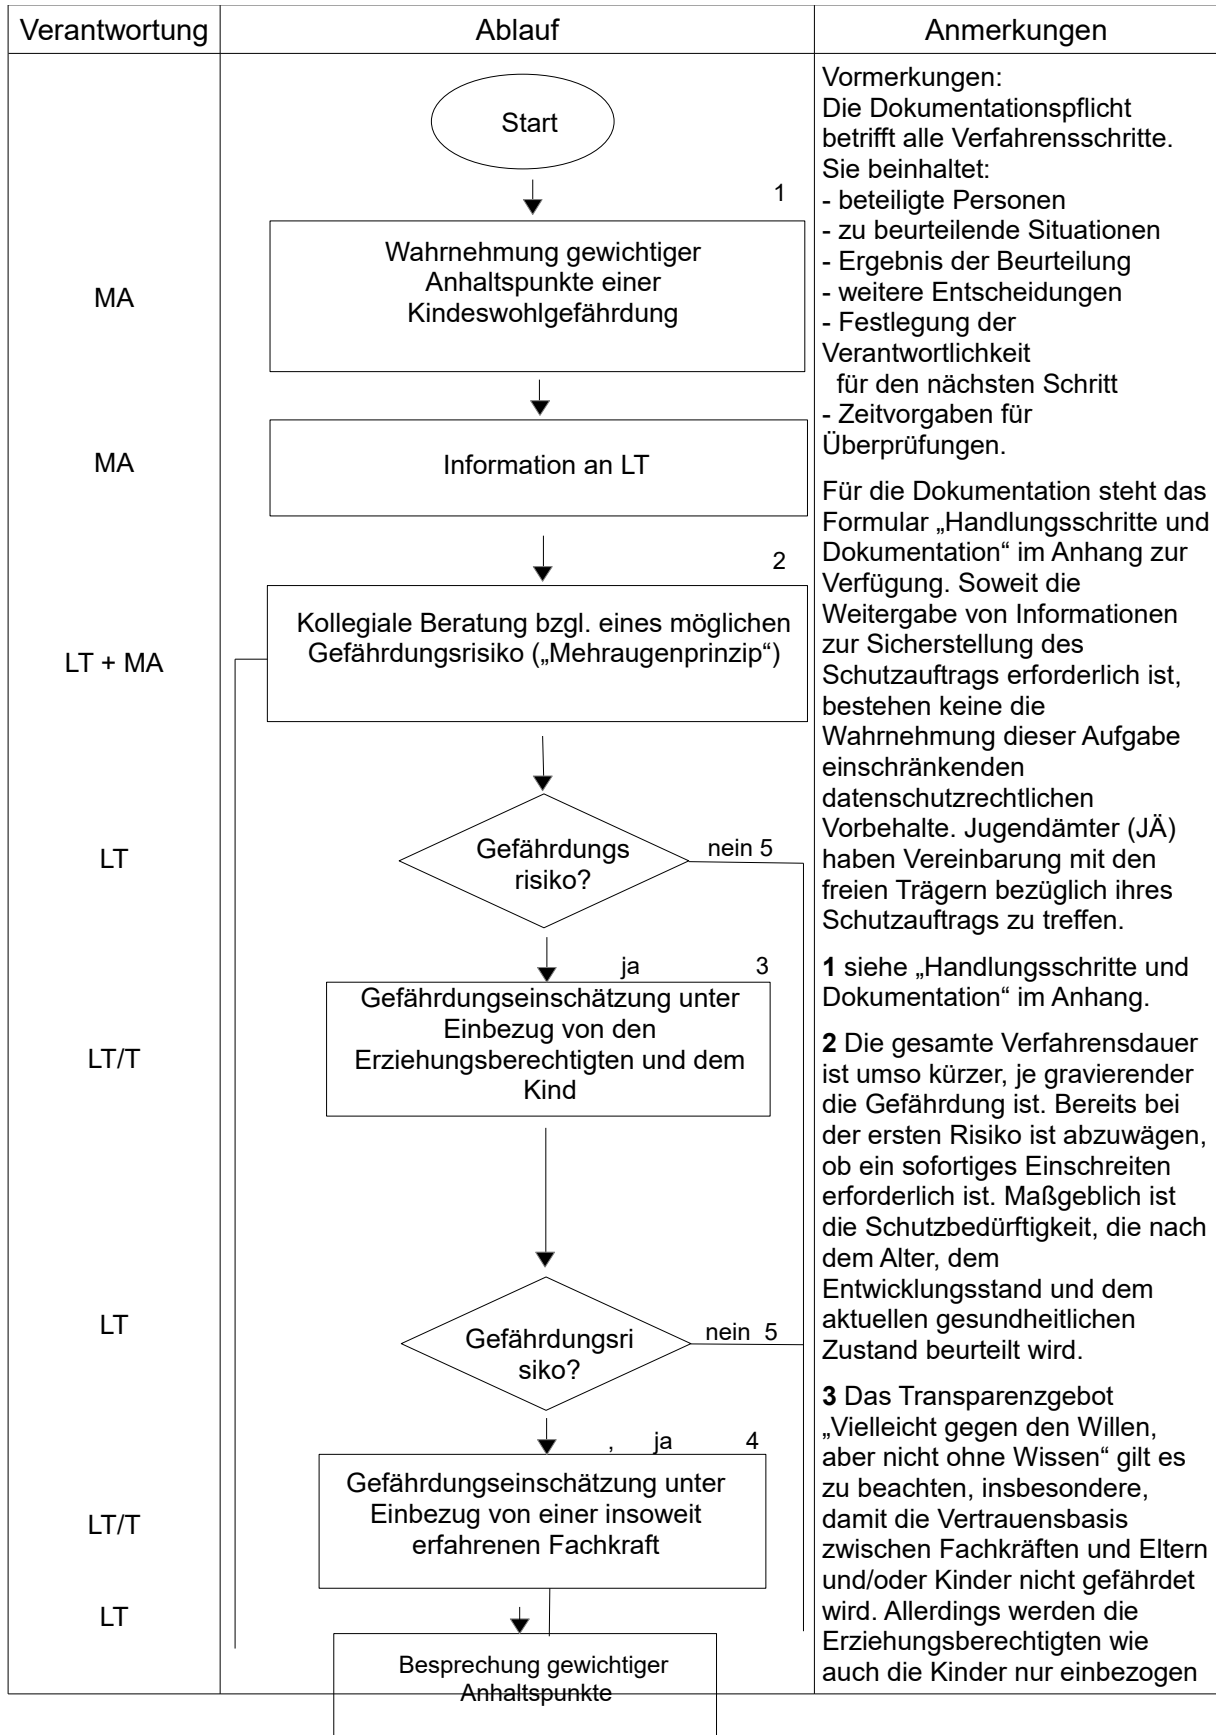 Verantwortung
Ablauf
Anmerkungen
Start
1
MA
Wahrnehmung gewichtiger
Anhaltspunkte einer
Kindeswohlgefährdung
MA
Information an LT
2
LT + MA
Kollegiale Beratung bzgl. eines möglichen
Gefährdungsrisiko („Mehraugenprinzip“)
LT
Gefährdungs
risiko?
nein 5
ja
3
LT/T
Gefährdungseinschätzung unter
Einbezug von den
Erziehungsberechtigten und dem
Kind
LT
Gefährdungsri
siko?
nein 5
, ja
4
LT/T
Gefährdungseinschätzung unter
Einbezug von einer insoweit
erfahrenen Fachkraft
LT
Besprechung gewichtiger
Anhaltspunkte
Vormerkungen:
Die Dokumentationspflicht
betrifft alle Verfahrensschritte.
Sie beinhaltet:
- beteiligte Personen
- zu beurteilende Situationen
- Ergebnis der Beurteilung
- weitere Entscheidungen
- Festlegung der
Verantwortlichkeit
für den nächsten Schritt
- Zeitvorgaben für
Überprüfungen.
Für die Dokumentation steht das
Formular „Handlungsschritte und
Dokumentation“ im Anhang zur
Verfügung. Soweit die
Weitergabe von Informationen
zur Sicherstellung des
Schutzauftrags erforderlich ist,
bestehen keine die
Wahrnehmung dieser Aufgabe
einschränkenden
datenschutzrechtlichen
Vorbehalte. Jugendämter (JÄ)
haben Vereinbarung mit den
freien Trägern bezüglich ihres
Schutzauftrags zu treffen.
1 siehe „Handlungsschritte und
Dokumentation“ im Anhang.
2 Die gesamte Verfahrensdauer
ist umso kürzer, je gravierender
die Gefährdung ist. Bereits bei
der ersten Risiko ist abzuwägen,
ob ein sofortiges Einschreiten
erforderlich ist. Maßgeblich ist
die Schutzbedürftigkeit, die nach
dem Alter, dem
Entwicklungsstand und dem
aktuellen gesundheitlichen
Zustand beurteilt wird.
3 Das Transparenzgebot
„Vielleicht gegen den Willen,
aber nicht ohne Wissen“ gilt es
zu beachten, insbesondere,
damit die Vertrauensbasis
zwischen Fachkräften und Eltern
und/oder Kinder nicht gefährdet
wird. Allerdings werden die
Erziehungsberechtigten wie
auch die Kinder nur einbezogen